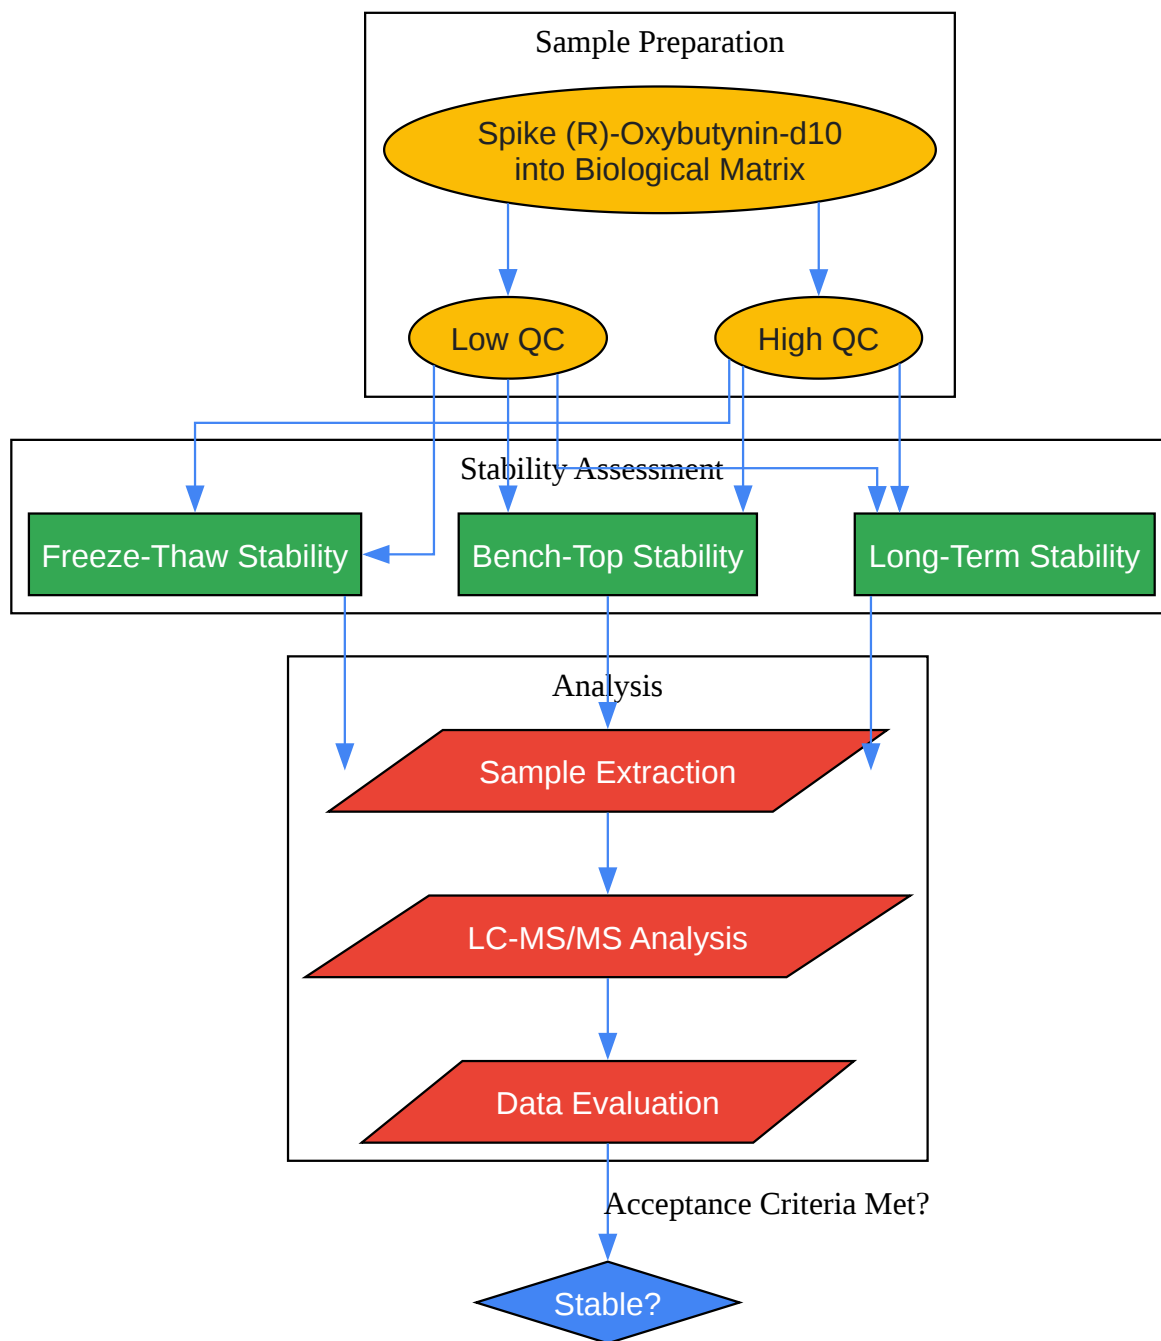 Sample Preparation
Spike (R)-Oxybutynin-d10
into Biological Matrix
Low QC
High QC
Stability Assessment
Freeze-Thaw Stability
Bench-Top Stability
Long-Term Stability
Analysis
Sample Extraction
LC-MS/MS Analysis
Data Evaluation
Acceptance Criteria Met?
Stable?